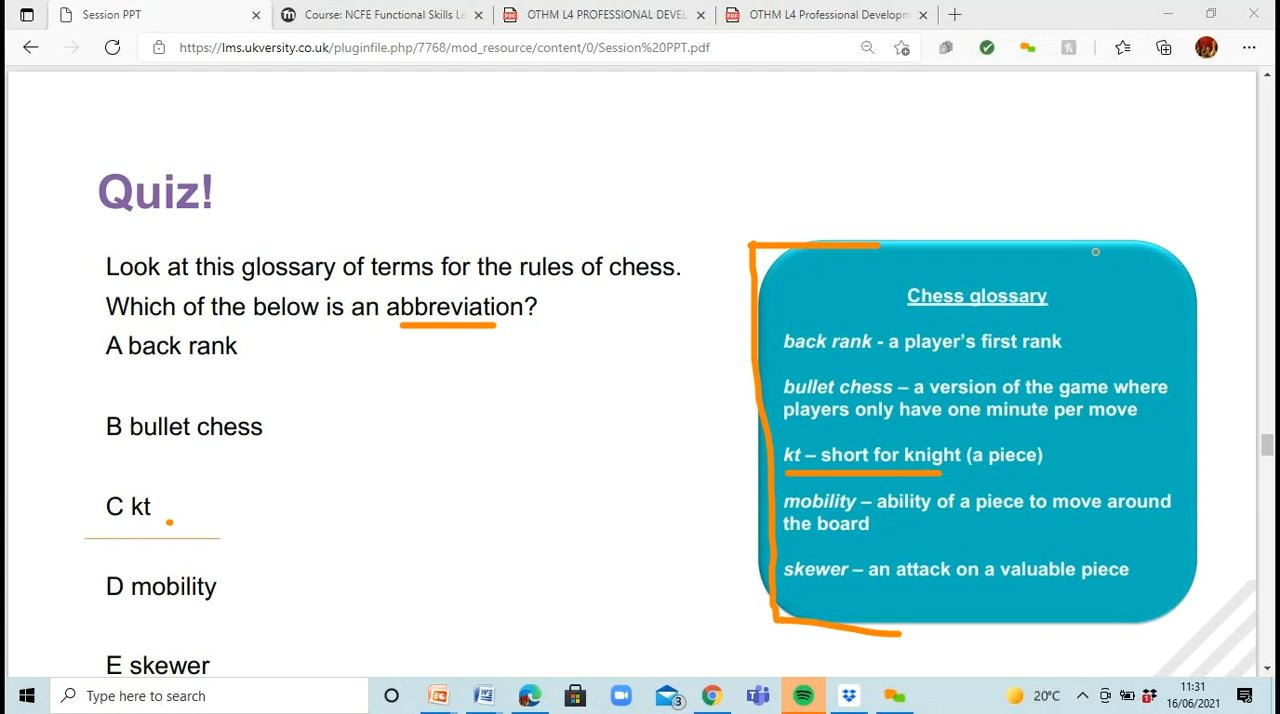 Session PPT
Course: NCFE Functional Skills Le
OTHM L4 PROFESSIONAL DEVEL
OTHM L4 Professional Developm
https://lms.ukversity.co.uk/pluginfile.php/7768/mod_resource/content/0/Session%20PPT.pdf
Quiz!
Look at this glossary of terms for the rules of chess.
Which of the below is an abbreviation?
A back rank
B bullet chess
C kt
D mobility
E skewer
Chess glossary
back rank - a player's first rank
bullet chess – a version of the game where
players only have one minute per move
kt – short for knight (a piece)
mobility – ability of a piece to move around
the board
skewer – an attack on a valuable piece
Type here to search
3
20°C
11:31
16/06/2021